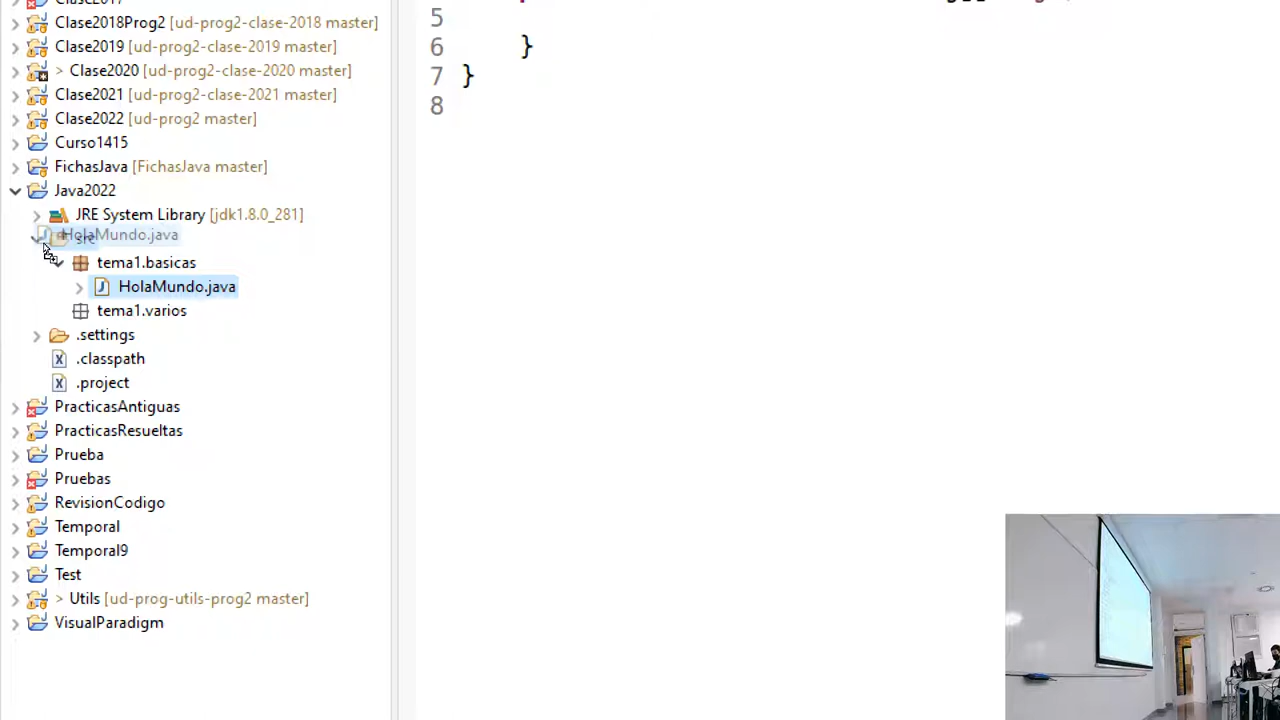 Clase2017
5
Clase2018Prog2 [ud-prog2-clase-2018 master]
Clase2019 [ud-prog2-clase-2019 master]
6 }
> Clase2020 [ud-prog2-clase-2020 master]
7 }
Clase2021 [ud-prog2-clase-2021 master]
8
Clase2022 [ud-prog2 master]
Curso1415
FichasJava [FichasJava master]
Java2022
JRE System Library [jdk1.8.0_281]
HolaMundo.java
src
tema1.basicas
HolaMundo.java
tema1.varios
.settings
.classpath
.project
PracticasAntiguas
PracticasResueltas
Prueba
Pruebas
RevisionCodigo
Temporal
Temporal9
Test
> Utils [ud-prog-utils-prog2 master]
VisualParadigm